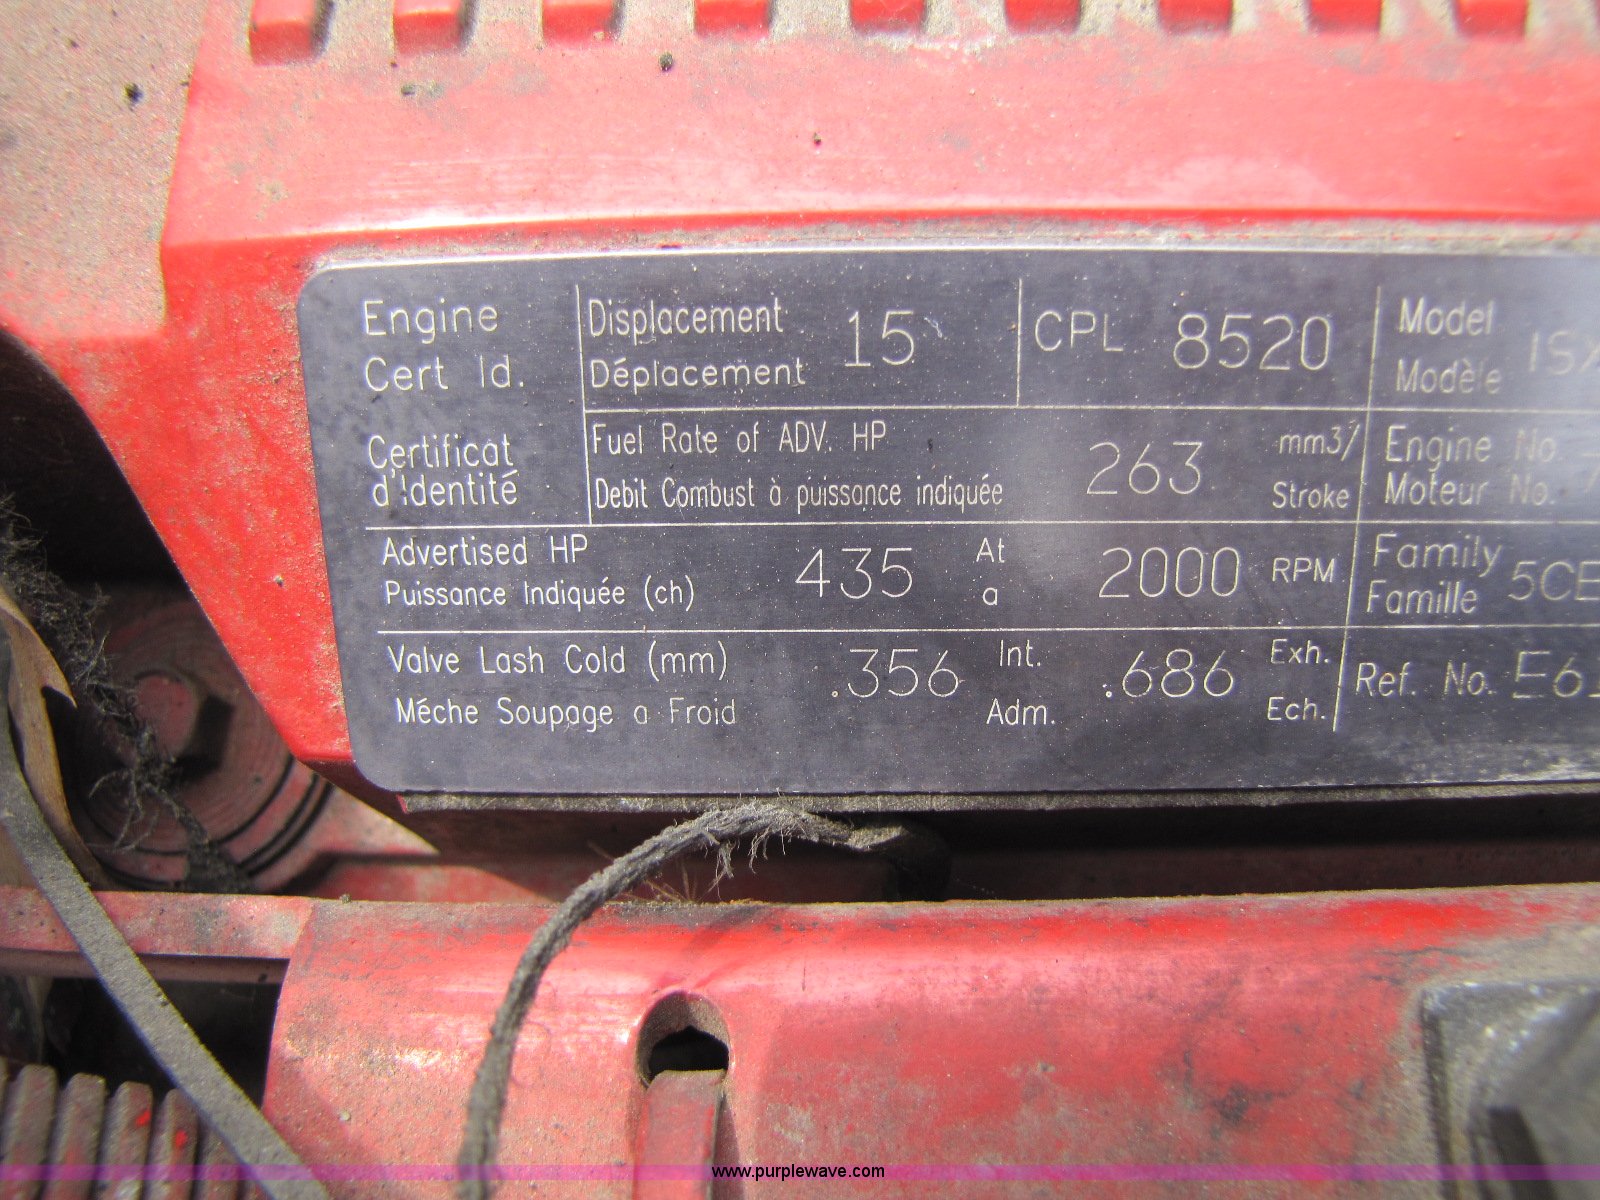 Engine
Cert Id.
Certificat
d'identité
Displacement
Déplacement
15
CPL 8520
Model
Modèle
Fuel Rate of ADV. HP
Debit Combust à puissance indiquée
263
mm3/
Stroke
Engine No.
Moteur No.
Advertised HP
Puissance Indiquée (ch)
435
At
a
2000 RPM
Family
Famille
Valve Lash Cold (mm)
Méche Soupage a Froid
.356
Int.
Adm.
.686
Exh.
Ech.
Ref. No.
www.purplewave.com